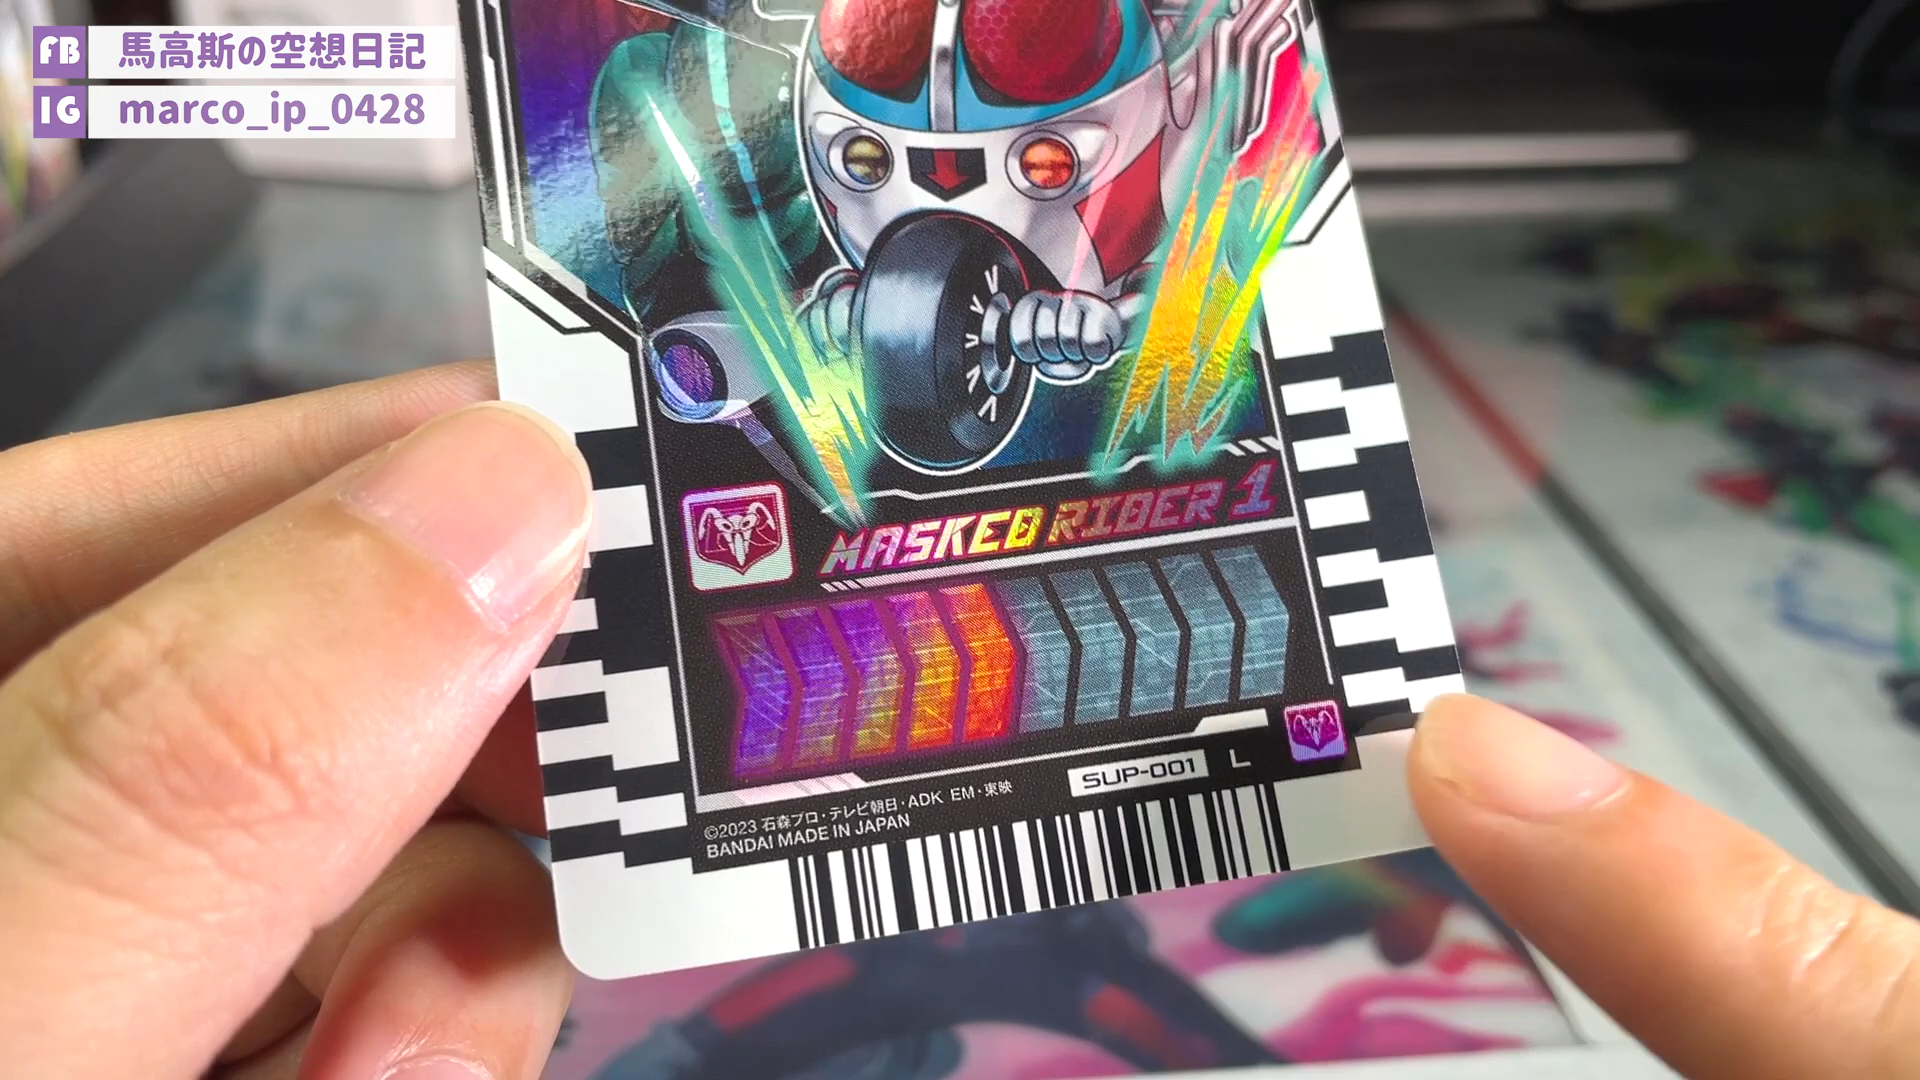 FB 馬高斯の空想日記
IG marco_ip_0428
MASKED RIDER 1
SUP-001 L
©2023 石森プロ・テレビ朝日・ADK EM・東映
BANDAI MADE IN JAPAN